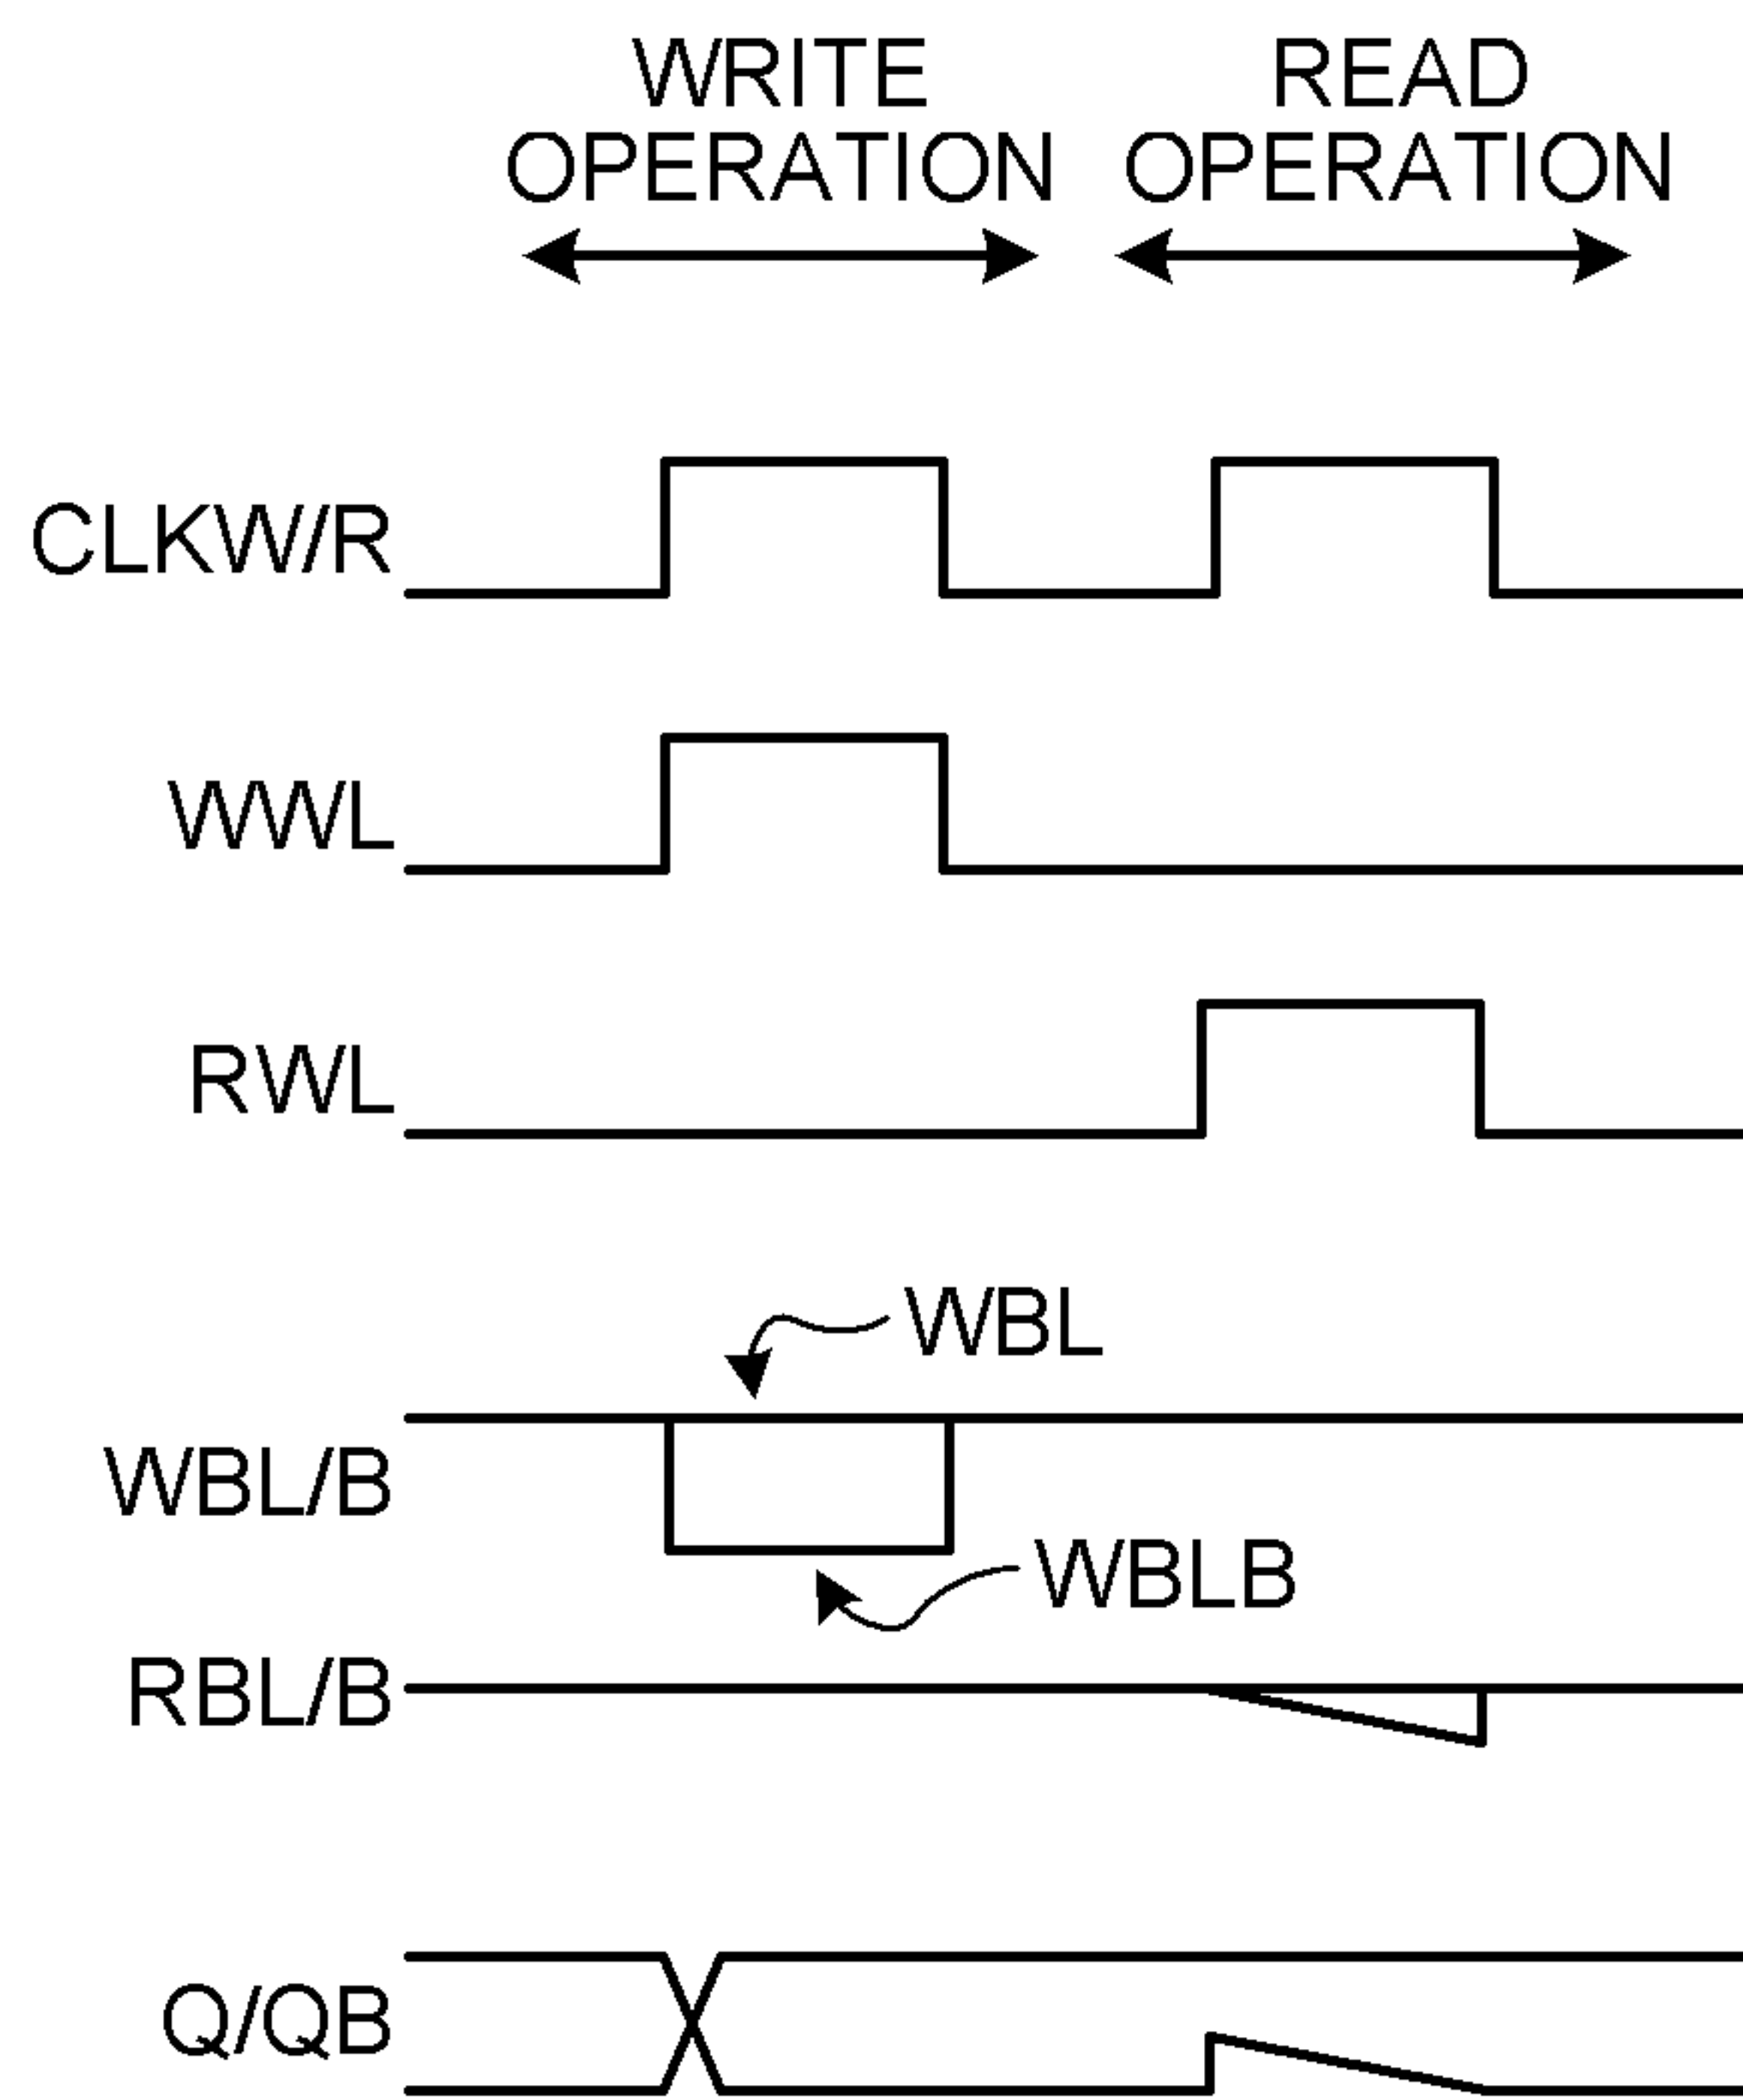 WRITE
OPERATION
READ
OPERATION
CLKW/R
WWL
RWL
WBL
WBL/B
WBLB
RBL/B
Q/QB